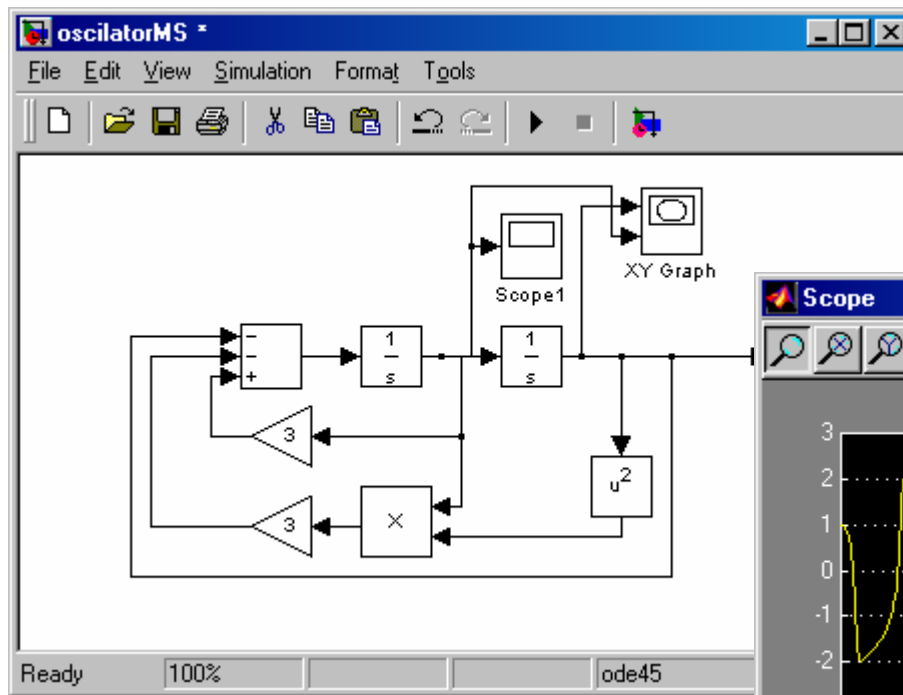 oscilatorMS *
File Edit View Simulation Format Tools
XY Graph
Scope1
Scope
−
−
+
1
s
1
s
3
u²
3
×
3
2
1
0
-1
-2
Ready 100% ode45